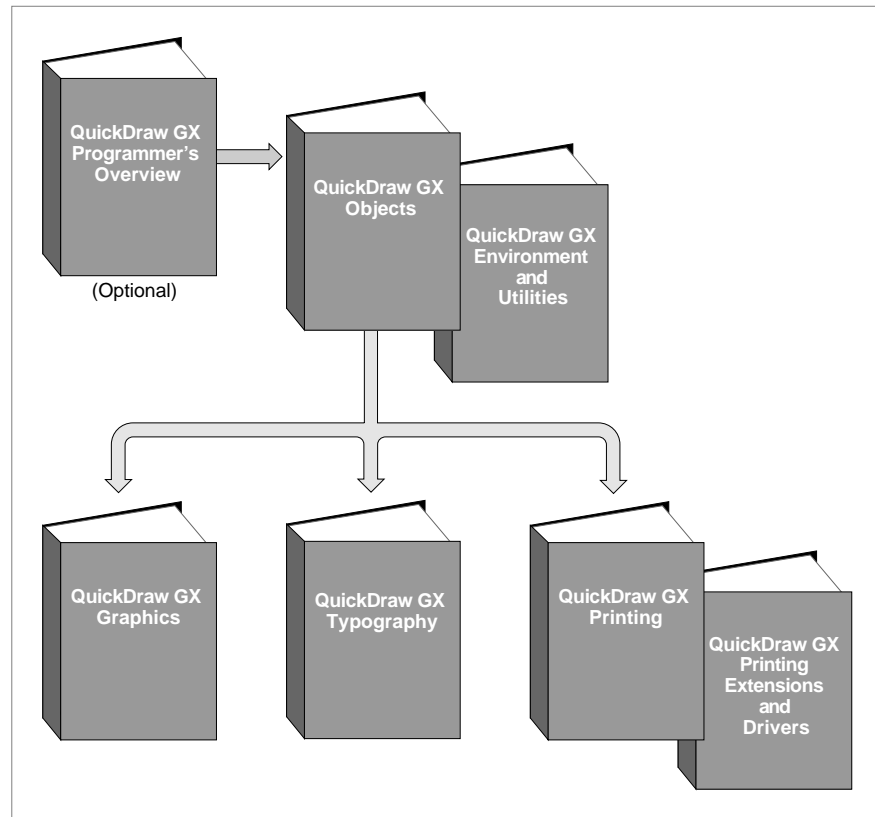 QuickDraw GX
Programmer's
Overview
(Optional)
QuickDraw GX
Objects
QuickDraw GX
Environment
and
Utilities
QuickDraw GX
Graphics
QuickDraw GX
Typography
QuickDraw GX
Printing
QuickDraw GX
Printing
Extensions
and
Drivers